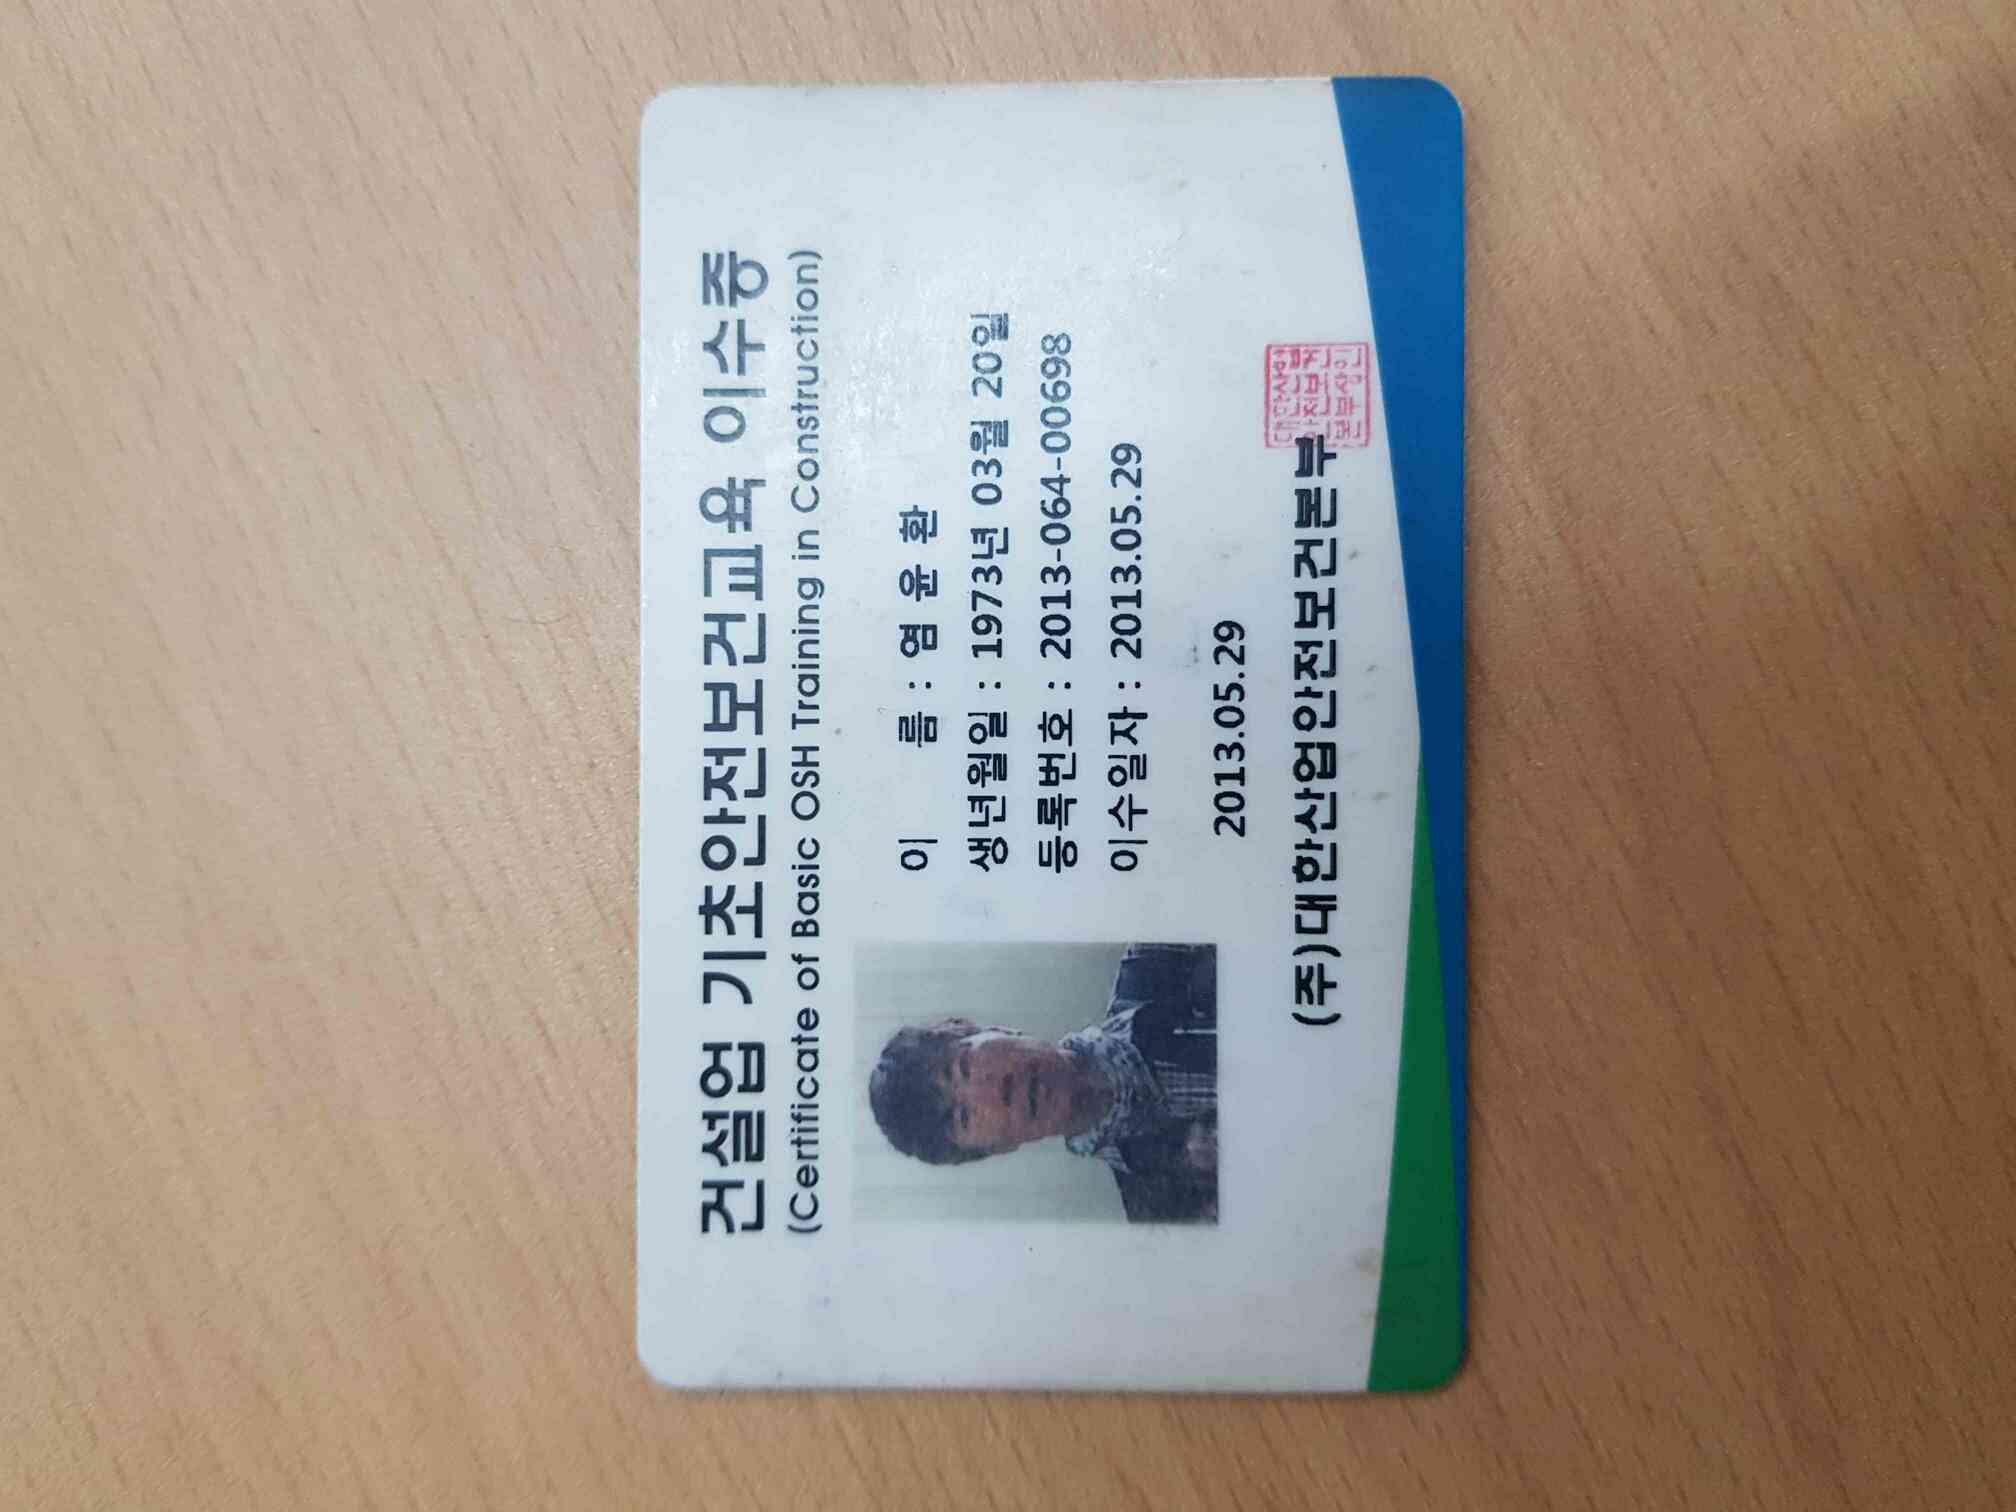 건설업 기초안전보건교육 이수증
(Certificate of Basic OSH Training in Construction)
이 름 : 염 윤 환
생년월일 : 1973년 03월 20일
등록번호 : 2013-064-00698
이수일자 : 2013.05.29
2013.05.29
(주)대한산업안전보건본부